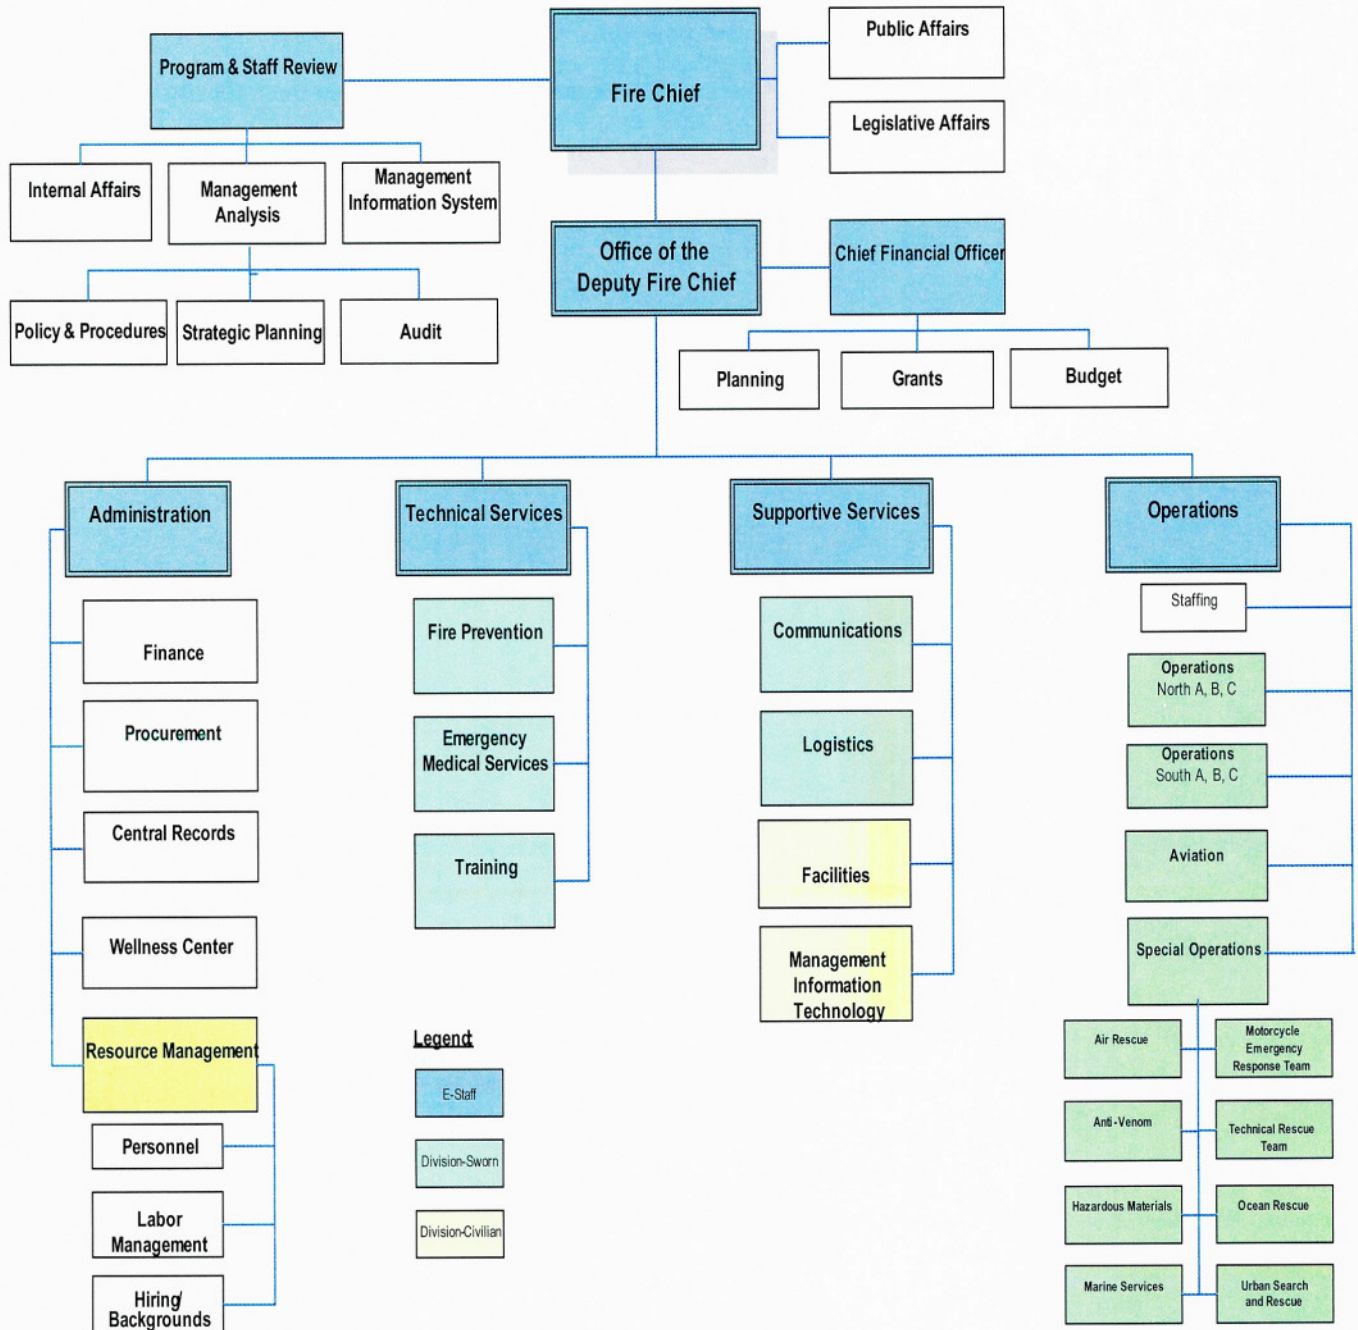 Public Affairs
Program & Staff Review
Fire Chief
Legislative Affairs
Internal Affairs
Management
Analysis
Management
Information System
Office of the
Deputy Fire Chief
Chief Financial Officer
Policy & Procedures
Strategic Planning
Audit
Planning
Grants
Budget
Administration
Finance
Procurement
Central Records
Wellness Center
Resource Management
Personnel
Labor
Management
Hiring/
Backgrounds
Technical Services
Fire Prevention
Emergency
Medical Services
Training
Supportive Services
Communications
Logistics
Facilities
Management
Information
Technology
Operations
Staffing
Operations
North A, B, C
Operations
South A, B, C
Aviation
Special Operations
Air Rescue
Motorcycle
Emergency
Response Team
Anti-Venom
Technical Rescue
Team
Hazardous Materials
Ocean Rescue
Marine Services
Urban Search
and Rescue
Legend:
E-Staff
Division-Sworn
Division-Civilian